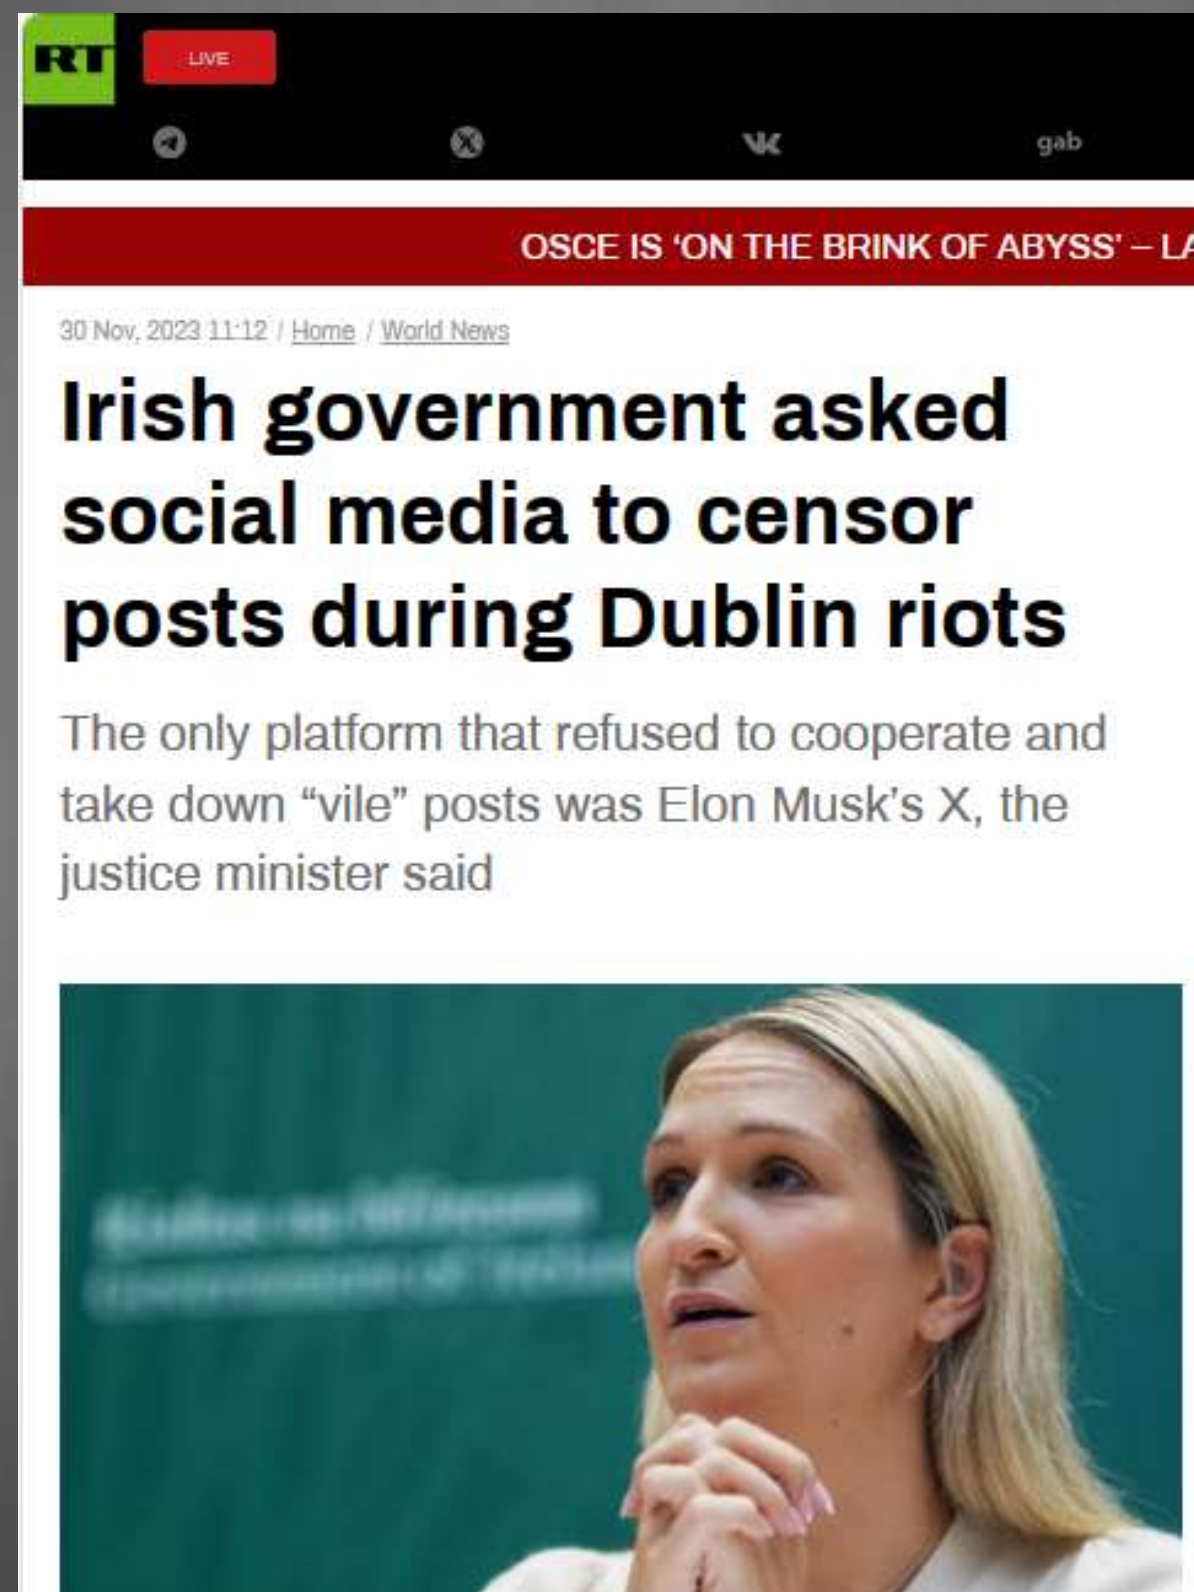 RT
LIVE
gab
OSCE IS ‘ON THE BRINK OF ABYSS’ – LA
30 Nov, 2023 11:12 / Home / World News
Irish government asked
social media to censor
posts during Dublin riots
The only platform that refused to cooperate and
take down “vile” posts was Elon Musk’s X, the
justice minister said